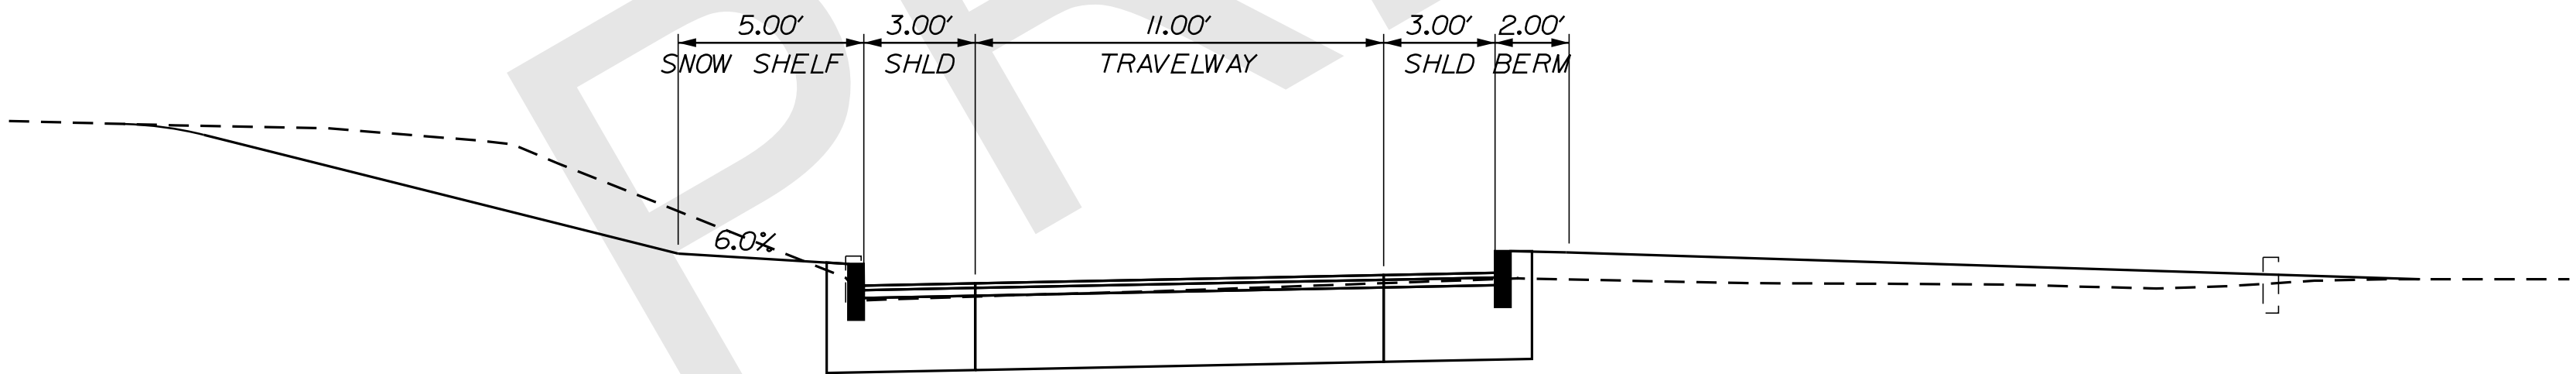 5.00' 3.00' 11.00' 3.00' 2.00'
SNOW SHELF SHLD TRAVELWAY SHLD BERM
6.0%